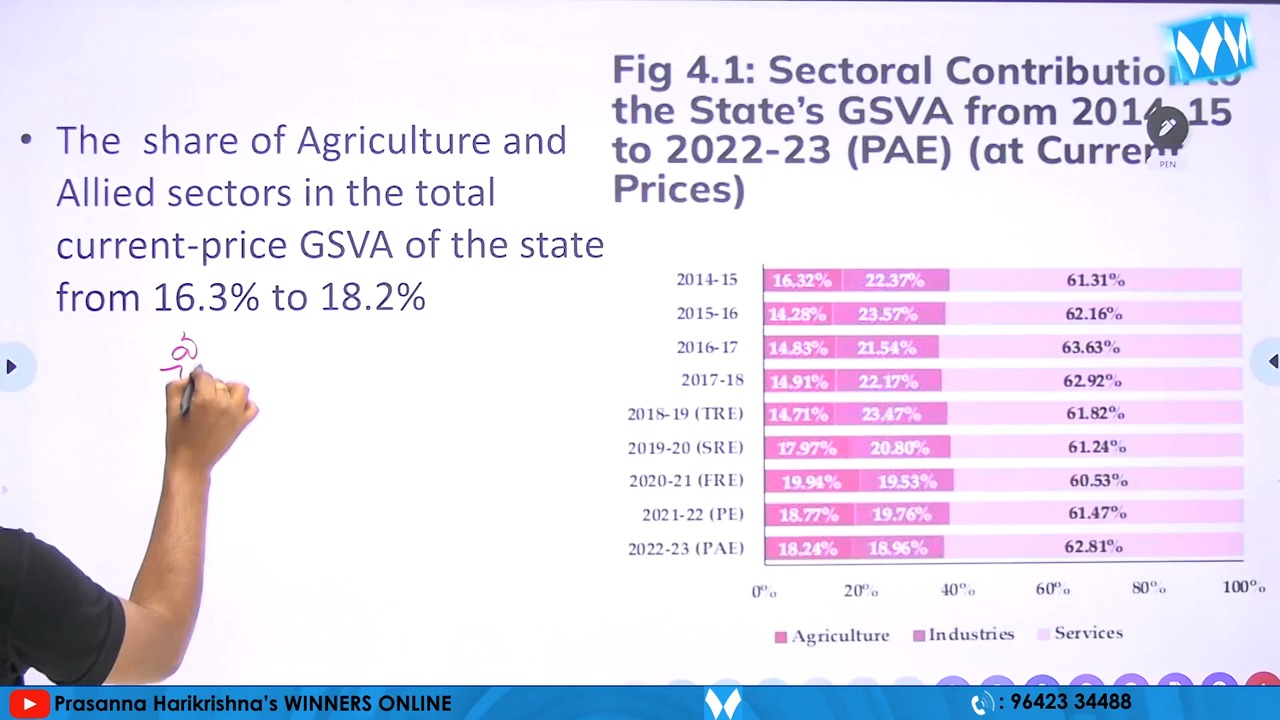 Fig 4.1: Sectoral Contribution to
the State's GSVA from 2014-15
to 2022-23 (PAE) (at Current
Prices)
PEN
• The share of Agriculture and
Allied sectors in the total
current-price GSVA of the state
from 16.3% to 18.2%
2014-15 16.32% 22.37% 61.31%
2015-16 14.28% 23.57% 62.16%
2016-17 14.83% 21.54% 63.63%
2017-18 14.91% 22.17% 62.92%
2018-19 (TRE) 14.71% 23.47% 61.82%
2019-20 (SRE) 17.97% 20.80% 61.24%
2020-21 (FRE) 19.94% 19.53% 60.53%
2021-22 (PE) 18.77% 19.76% 61.47%
2022-23 (PAE) 18.24% 18.96% 62.81%
0% 20% 40% 60% 80% 100%
Agriculture Industries Services
Prasanna Harikrishna's WINNERS ONLINE
: 96423 34488